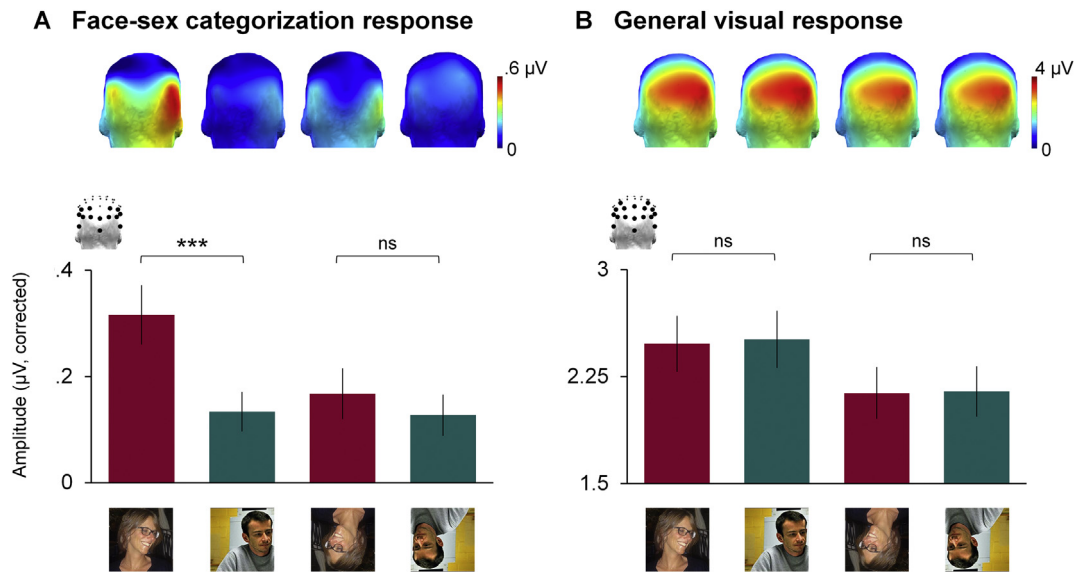 A Face-sex categorization response
B General visual response
.6 µV
0
4 µV
0
***
ns
ns
ns
Amplitude (µV, corrected)
.4
.2
0
3
2.25
1.5